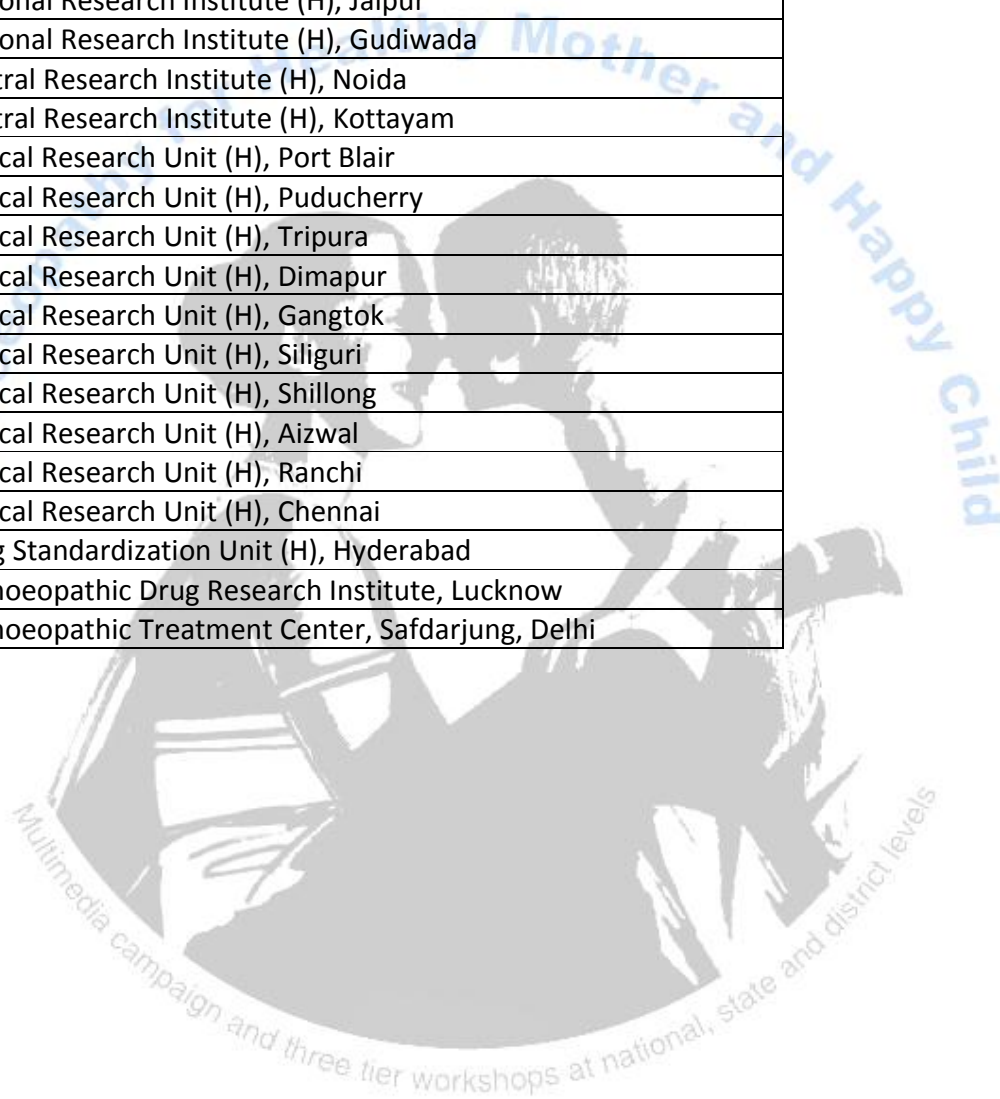 onal Research Institute (H), Jaipur
onal Research Institute (H), Gudiwada
tral Research Institute (H), Noida
tral Research Institute (H), Kottayam
cal Research Unit (H), Port Blair
cal Research Unit (H), Puducherry
cal Research Unit (H), Tripura
cal Research Unit (H), Dimapur
cal Research Unit (H), Gangtok
cal Research Unit (H), Siliguri
cal Research Unit (H), Shillong
cal Research Unit (H), Aizwal
cal Research Unit (H), Ranchi
cal Research Unit (H), Chennai
g Standardization Unit (H), Hyderabad
noeopathic Drug Research Institute, Lucknow
noeopathic Treatment Center, Safdarjung, Delhi
eopathy for Healthy Mother and Happy Child
Multimedia campaign and three tier workshops at national, state and district levels